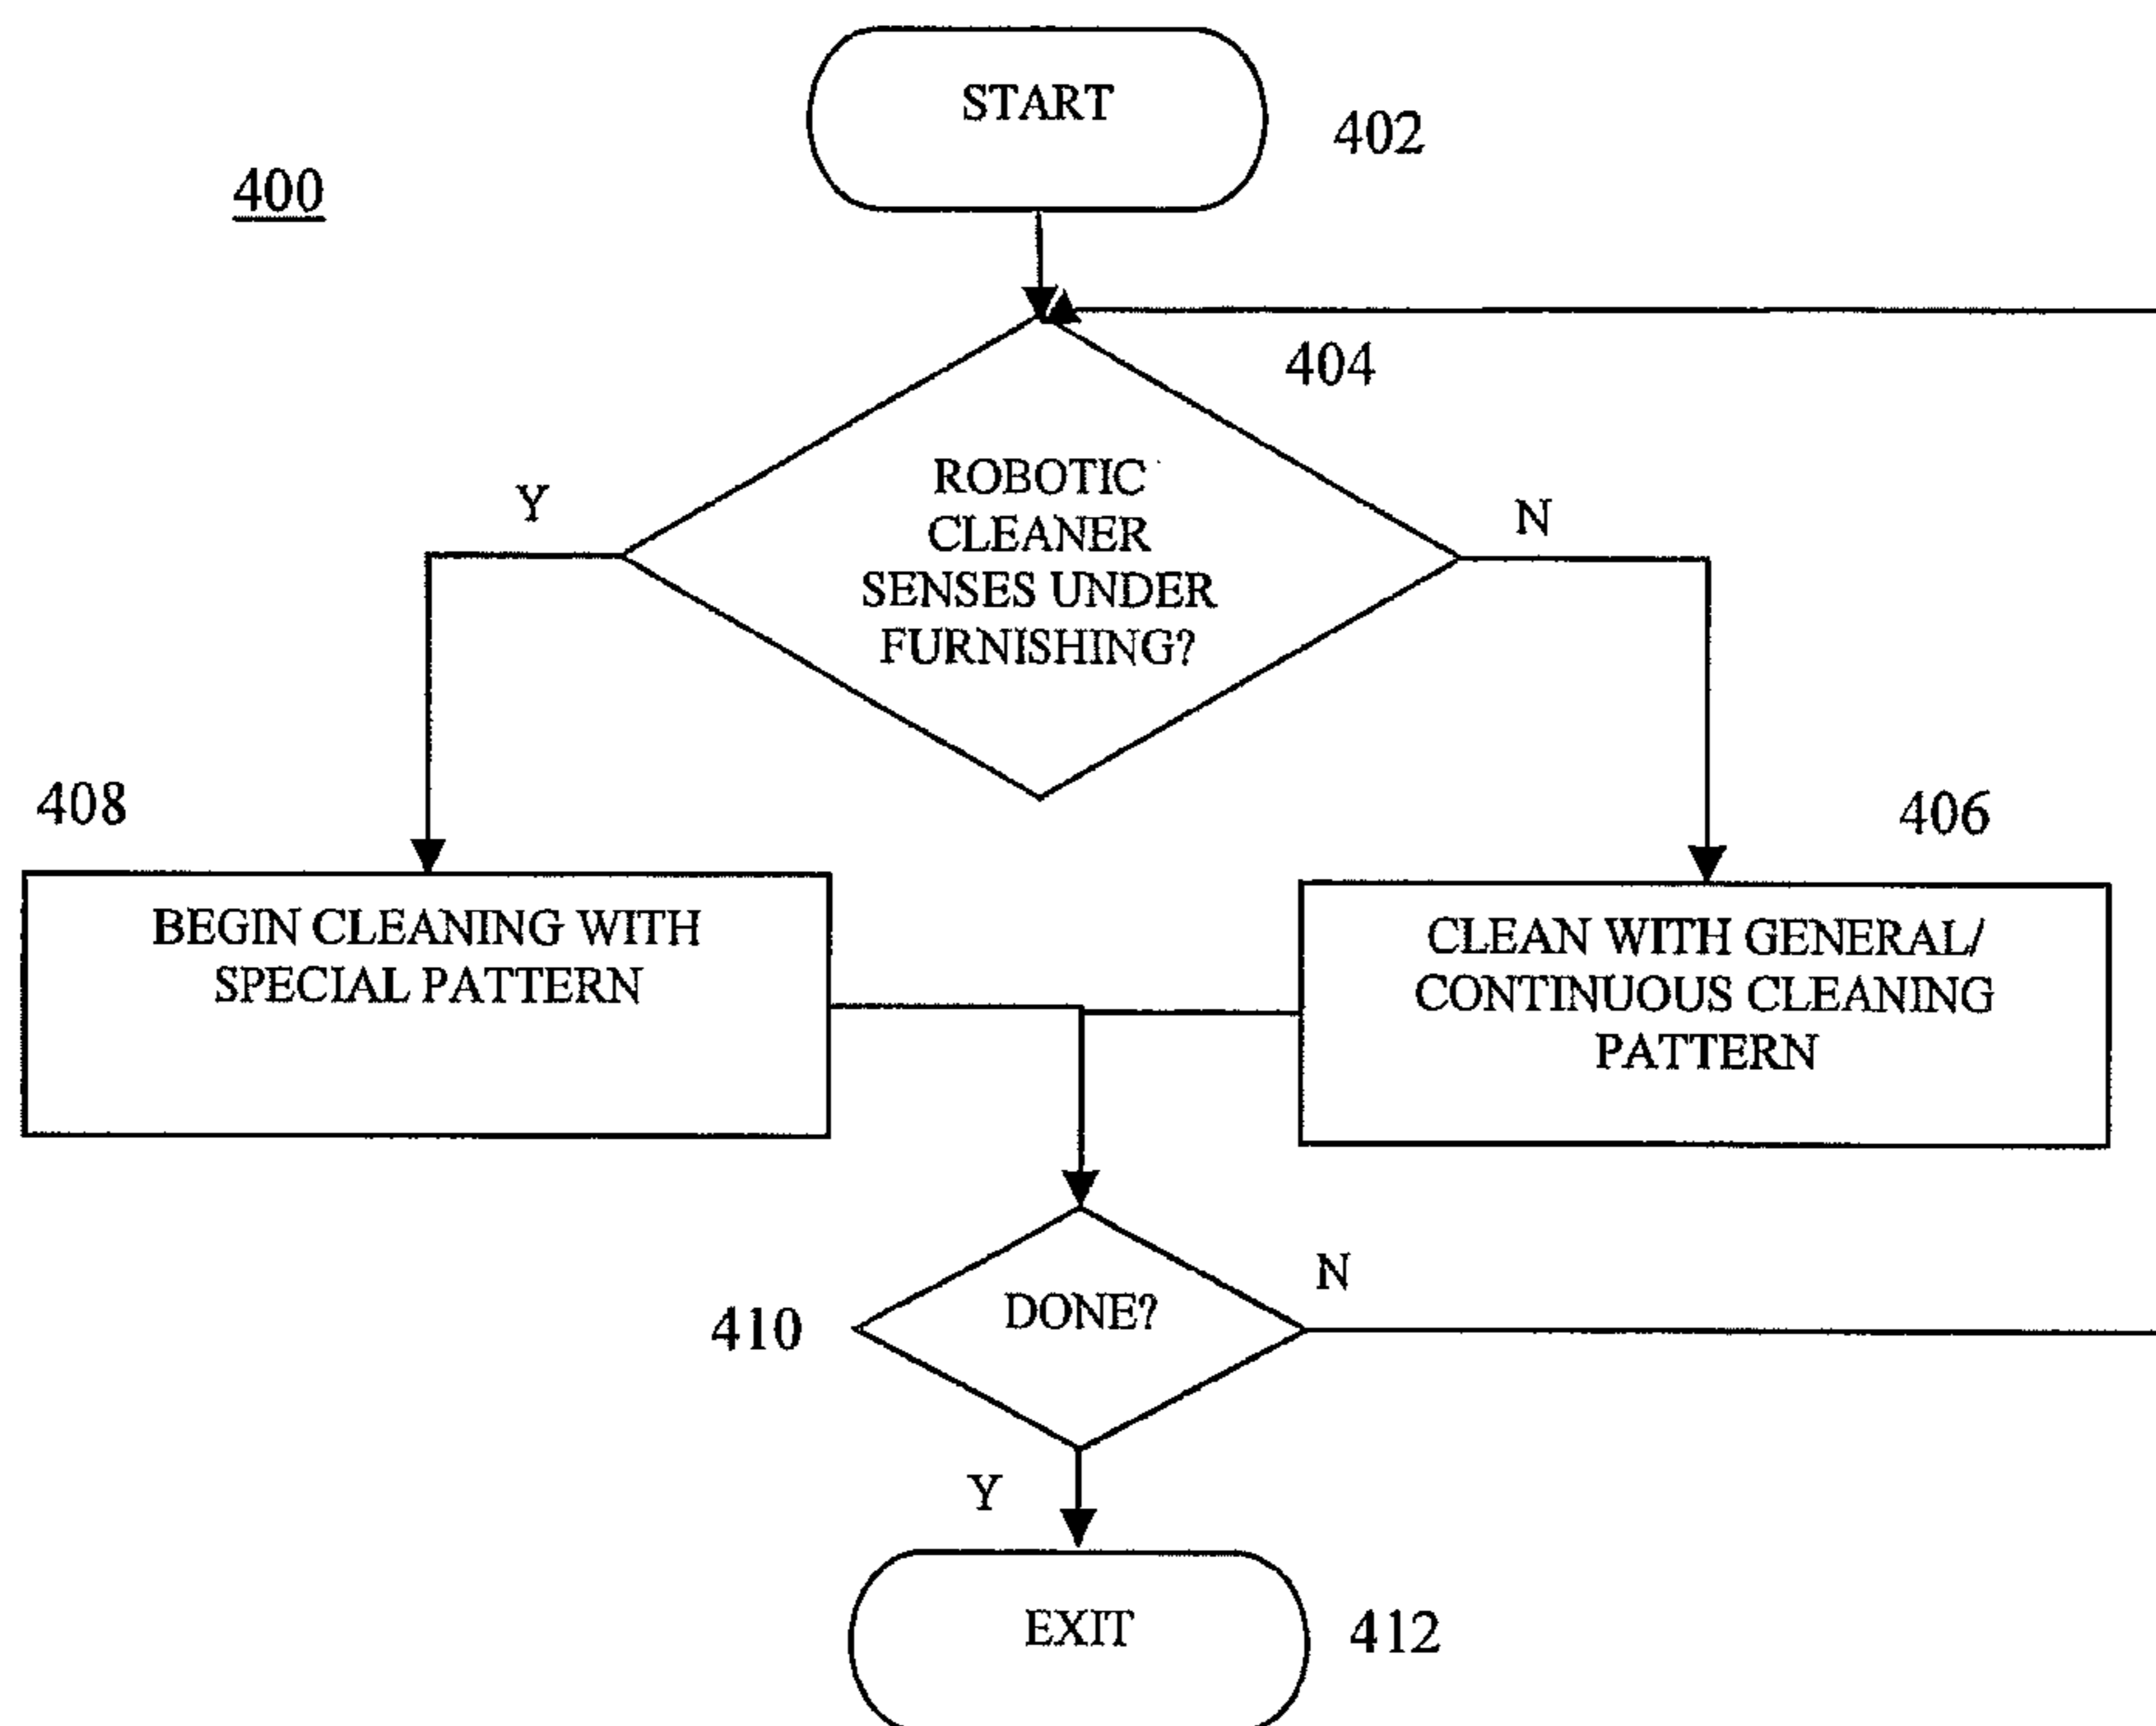 START
402
400
404
ROBOTIC
CLEANER
SENSES UNDER
FURNISHING?
Y
N
408
406
BEGIN CLEANING WITH
SPECIAL PATTERN
CLEAN WITH GENERAL/
CONTINUOUS CLEANING
PATTERN
DONE?
N
410
Y
EXIT
412